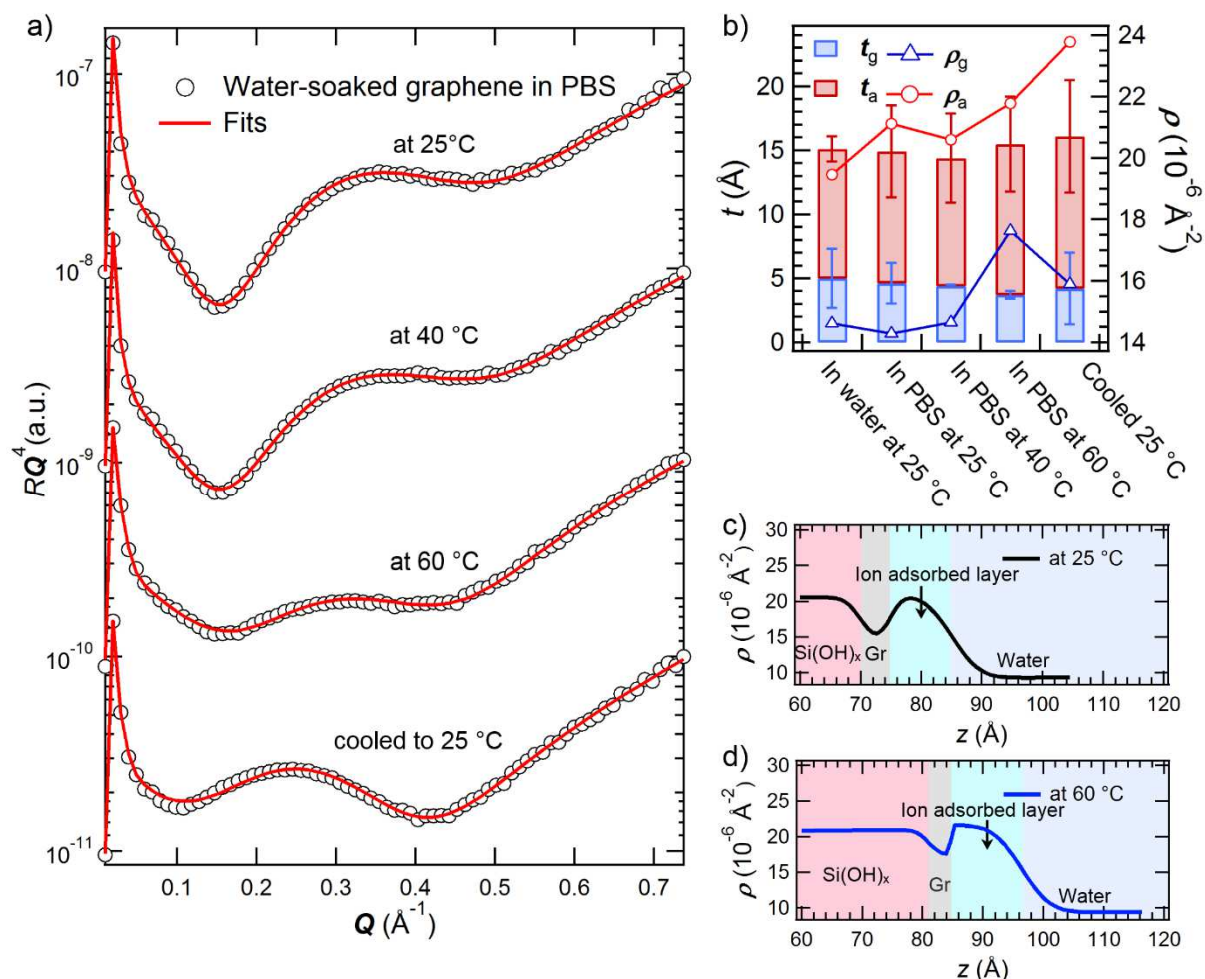 a)
10⁻⁷
10⁻⁸
10⁻⁹
10⁻¹⁰
10⁻¹¹
RQ⁴ (a.u.)
Water-soaked graphene in PBS
Fits
at 25°C
at 40 °C
at 60 °C
cooled to 25 °C
0.1 0.2 0.3 0.4 0.5 0.6 0.7
Q (Å⁻¹)
b)
tg ρg
ta ρa
20
15
10
5
0
t (Å)
24
22
20
18
16
14
ρ (10⁻⁶ Å⁻²)
In water at 25 °C
In PBS at 25 °C
In PBS at 40 °C
In PBS at 60 °C
Cooled 25 °C
c)
30
25
20
15
10
ρ (10⁻⁶ Å⁻²)
at 25 °C
Ion adsorbed layer
Si(OH)ₓ Gr
Water
60 70 80 90 100 110 120
z (Å)
d)
30
25
20
15
10
ρ (10⁻⁶ Å⁻²)
at 60 °C
Ion adsorbed layer
Si(OH)ₓ
Gr
Water
60 70 80 90 100 110 120
z (Å)